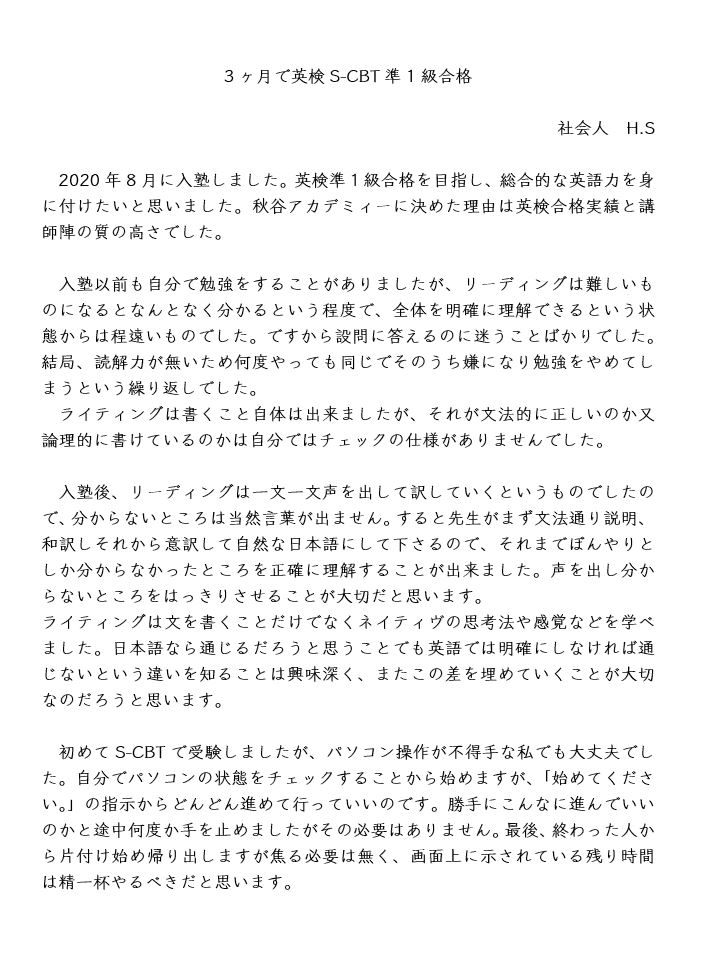 ３ヶ月で英検 S-CBT 準 1 級合格
社会人　H.S
　2020 年 8 月に入塾しました。英検準 1 級合格を目指し、総合的な英語力を身
に付けたいと思いました。秋谷アカデミィーに決めた理由は英検合格実績と講
師陣の質の高さでした。
　入塾以前も自分で勉強をすることがありましたが、リーディングは難しいも
のになるとなんとなく分かるという程度で、全体を明確に理解できるという状
態からは程遠いものでした。ですから設問に答えるのに迷うことばかりでした。
結局、読解力が無いため何度やっても同じでそのうち嫌になり勉強をやめてし
まうという繰り返しでした。
　ライティングは書くこと自体は出来ましたが、それが文法的に正しいのか又
論理的に書けているのかは自分ではチェックの仕様がありませんでした。
　入塾後、リーディングは一文一文声を出して訳していくというものでしたの
で、分からないところは当然言葉が出ません。すると先生がまず文法通り説明、
和訳しそれから意訳して自然な日本語にして下さるので、それまでぼんやりと
しか分からなかったところを正確に理解することが出来ました。声を出し分か
らないところをはっきりさせることが大切だと思います。
ライティングは文を書くことだけでなくネイティヴの思考法や感覚などを学べ
ました。日本語なら通じるだろうと思うことでも英語では明確にしなければ通
じないという違いを知ることは興味深く、またこの差を埋めていくことが大切
なのだろうと思います。
　初めて S-CBT で受験しましたが、パソコン操作が不得手な私でも大丈夫でし
た。自分でパソコンの状態をチェックすることから始めますが、「始めてくださ
い。」の指示からどんどん進めて行っていいのです。勝手にこんなに進んでいい
のかと途中何度か手を止めましたがその必要はありません。最後、終わった人か
ら片付け始め帰り出しますが焦る必要は無く、画面上に示されている残り時間
は精一杯やるべきだと思います。